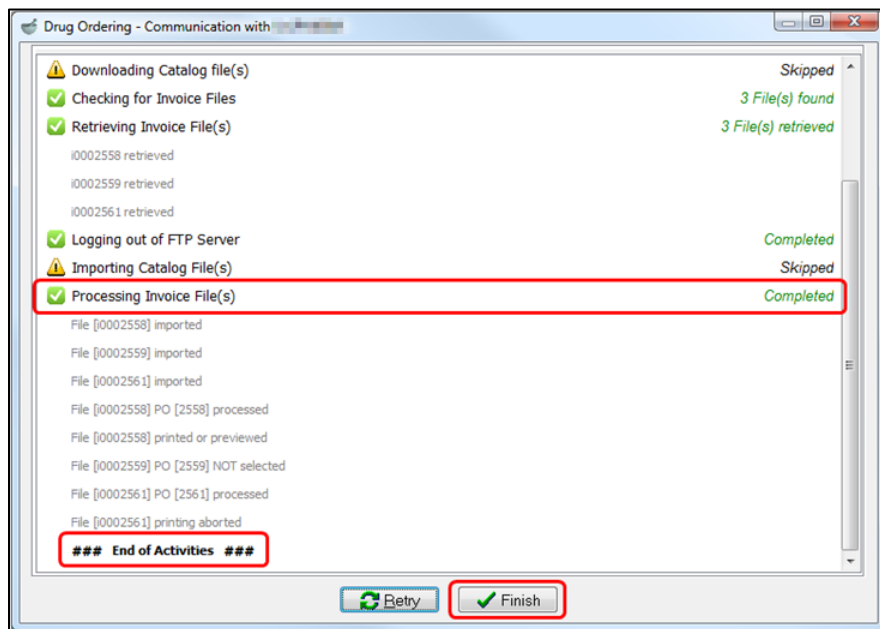 Drug Ordering - Communication with
Downloading Catalog file(s) Skipped
Checking for Invoice Files 3 File(s) found
Retrieving Invoice File(s) 3 File(s) retrieved
i0002558 retrieved
i0002559 retrieved
i0002561 retrieved
Logging out of FTP Server Completed
Importing Catalog File(s) Skipped
Processing Invoice File(s) Completed
File [i0002558] imported
File [i0002559] imported
File [i0002561] imported
File [i0002558] PO [2558] processed
File [i0002558] printed or previewed
File [i0002559] PO [2559] NOT selected
File [i0002561] PO [2561] processed
File [i0002561] printing aborted
### End of Activities ###
Retry Finish